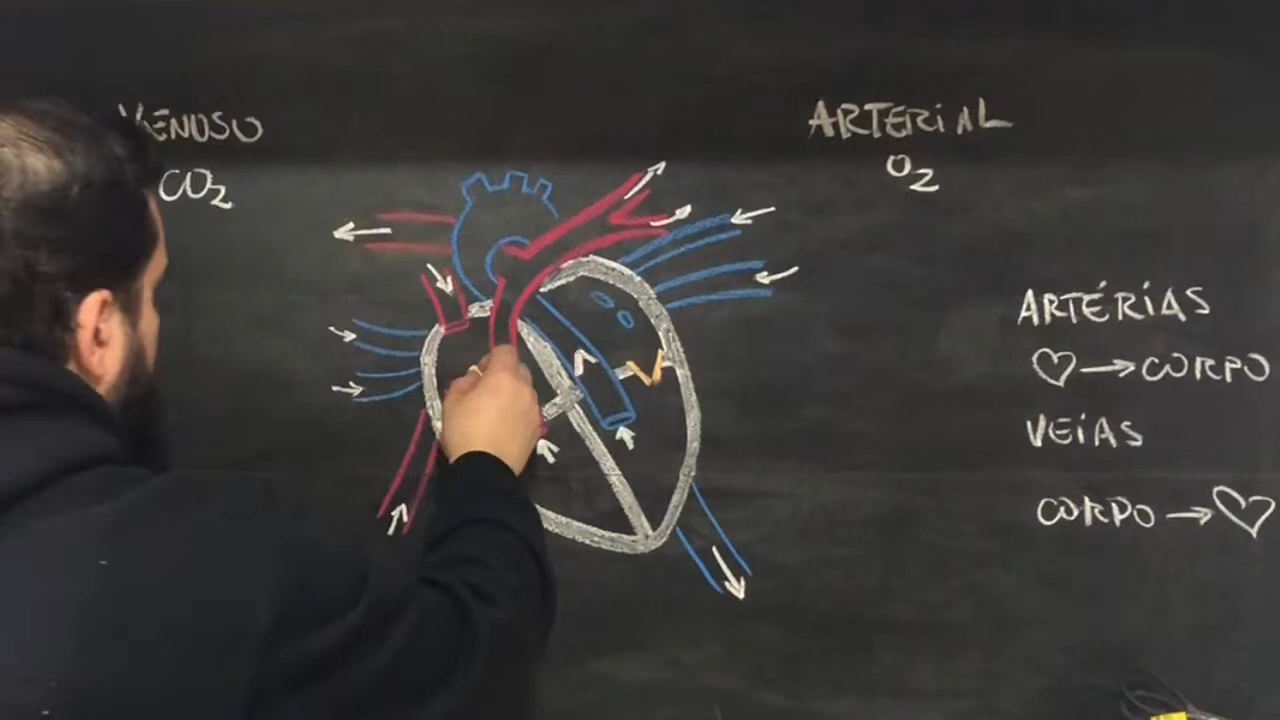 VENOSO
CO2
ARTERIAL
O2
ARTÉRIAS
♡→CORPO
VEIAS
CORPO→♡